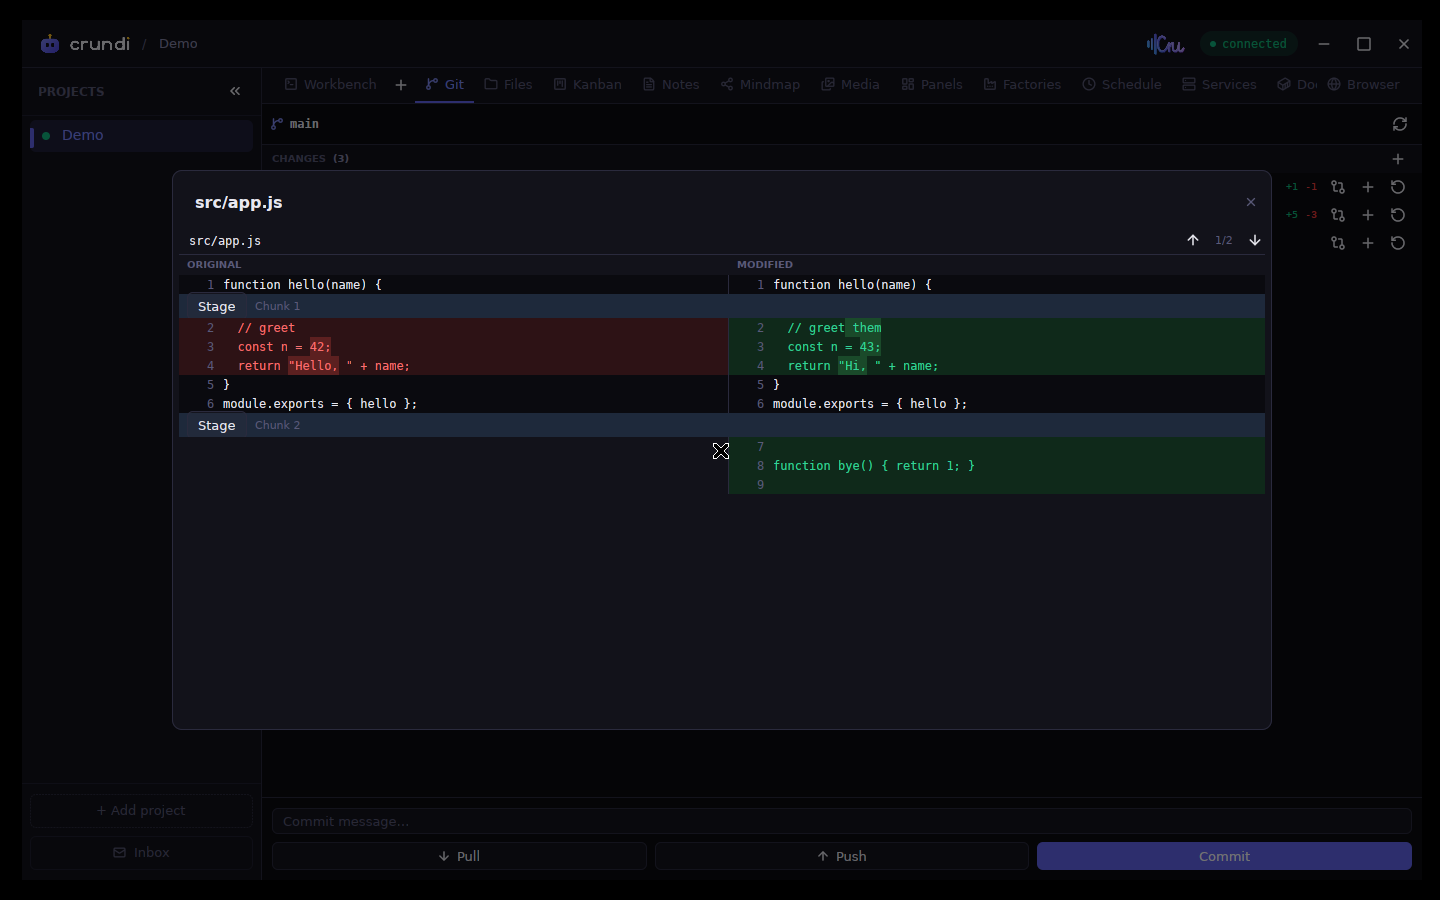 crundi / Demo
Cru
connected
PROJECTS
Workbench
Git
Files
Kanban
Notes
Mindmap
Media
Panels
Factories
Schedule
Services
Doc
Browser
Demo
main
CHANGES (3)
+1 -1
+5 -3
src/app.js
src/app.js
1/2
ORIGINAL MODIFIED
1 function hello(name) { 1 function hello(name) {
Stage Chunk 1
2 // greet 2 // greet them
3 const n = 42; 3 const n = 43;
4 return "Hello, " + name; 4 return "Hi, " + name;
5 } 5 }
6 module.exports = { hello }; 6 module.exports = { hello };
Stage Chunk 2
7
8 function bye() { return 1; }
9
+ Add project
Inbox
Commit message...
Pull
Push
Commit